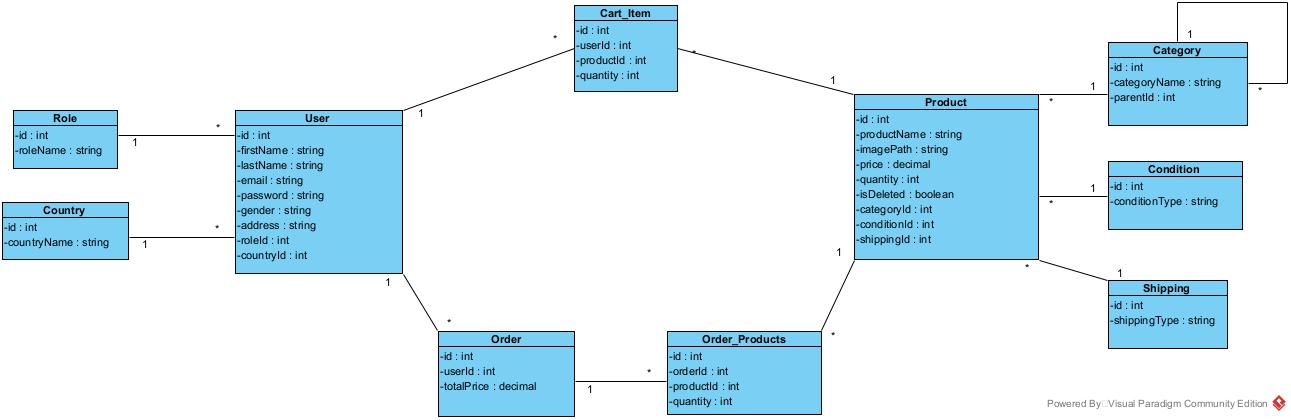 Cart_Item
-id : int
-userId : int
-productId : int
-quantity : int
*
*
1
1
Category
-id : int
-categoryName : string
-parentId : int
1
*
Role
-id : int
-roleName : string
1
*
User
-id : int
-firstName : string
-lastName : string
-email : string
-password : string
-gender : string
-address : string
-roleId : int
-countryId : int
Product
-id : int
-productName : string
-imagePath : string
-price : decimal
-quantity : int
-isDeleted : boolean
-categoryId : int
-conditionId : int
-shippingId : int
1
*
Condition
-id : int
-conditionType : string
1
*
Country
-id : int
-countryName : string
1
*
1
*
1
*
Shipping
-id : int
-shippingType : string
1
*
Order
-id : int
-userId : int
-totalPrice : decimal
1
*
Order_Products
-id : int
-orderId : int
-productId : int
-quantity : int
Powered By Visual Paradigm Community Edition